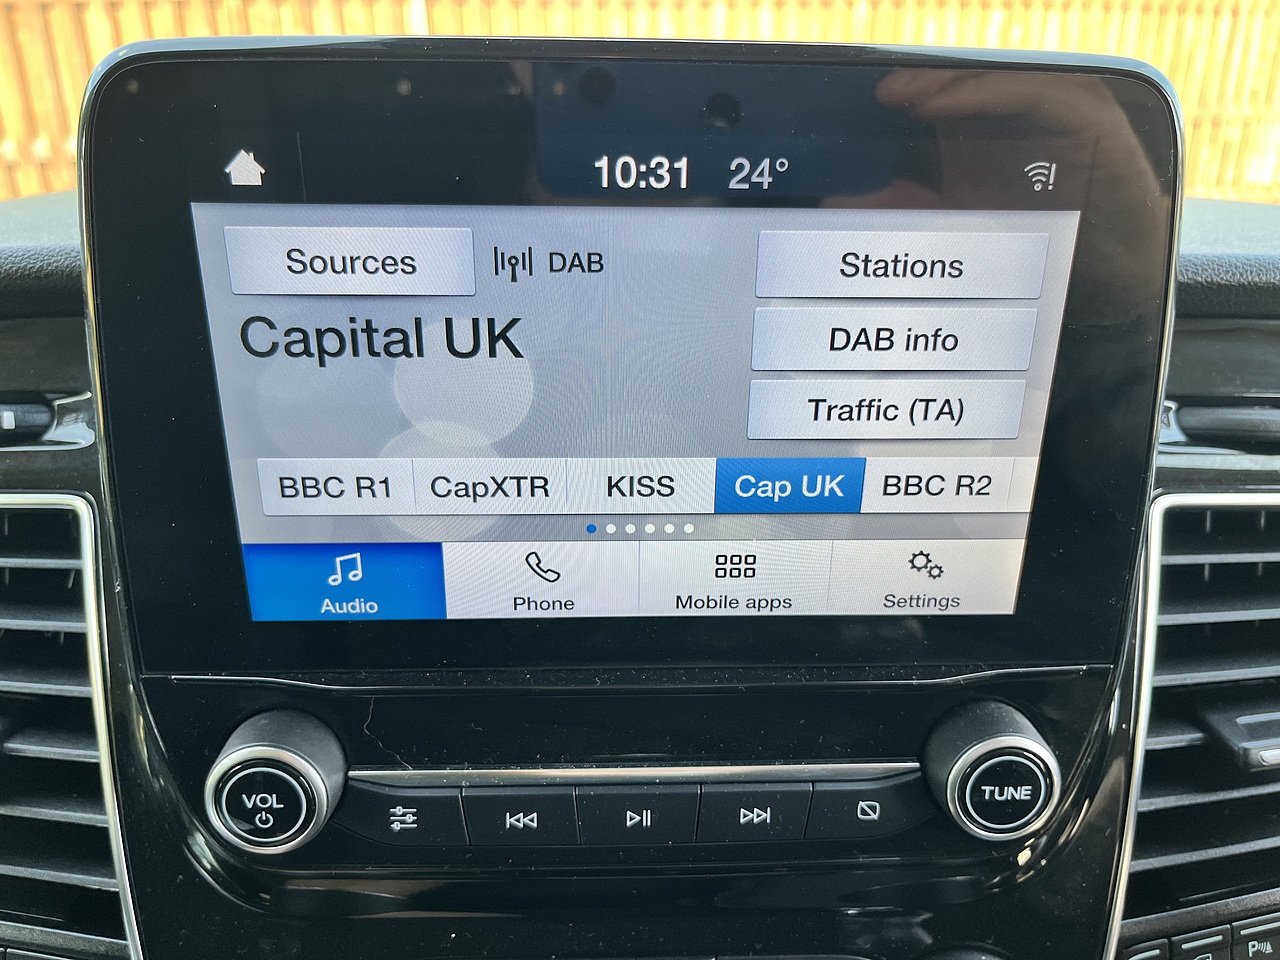 10:31 24°
Sources DAB Stations
Capital UK
DAB info
Traffic (TA)
BBC R1 CapXTR KISS Cap UK BBC R2
Audio Phone Mobile apps Settings
VOL TUNE
P